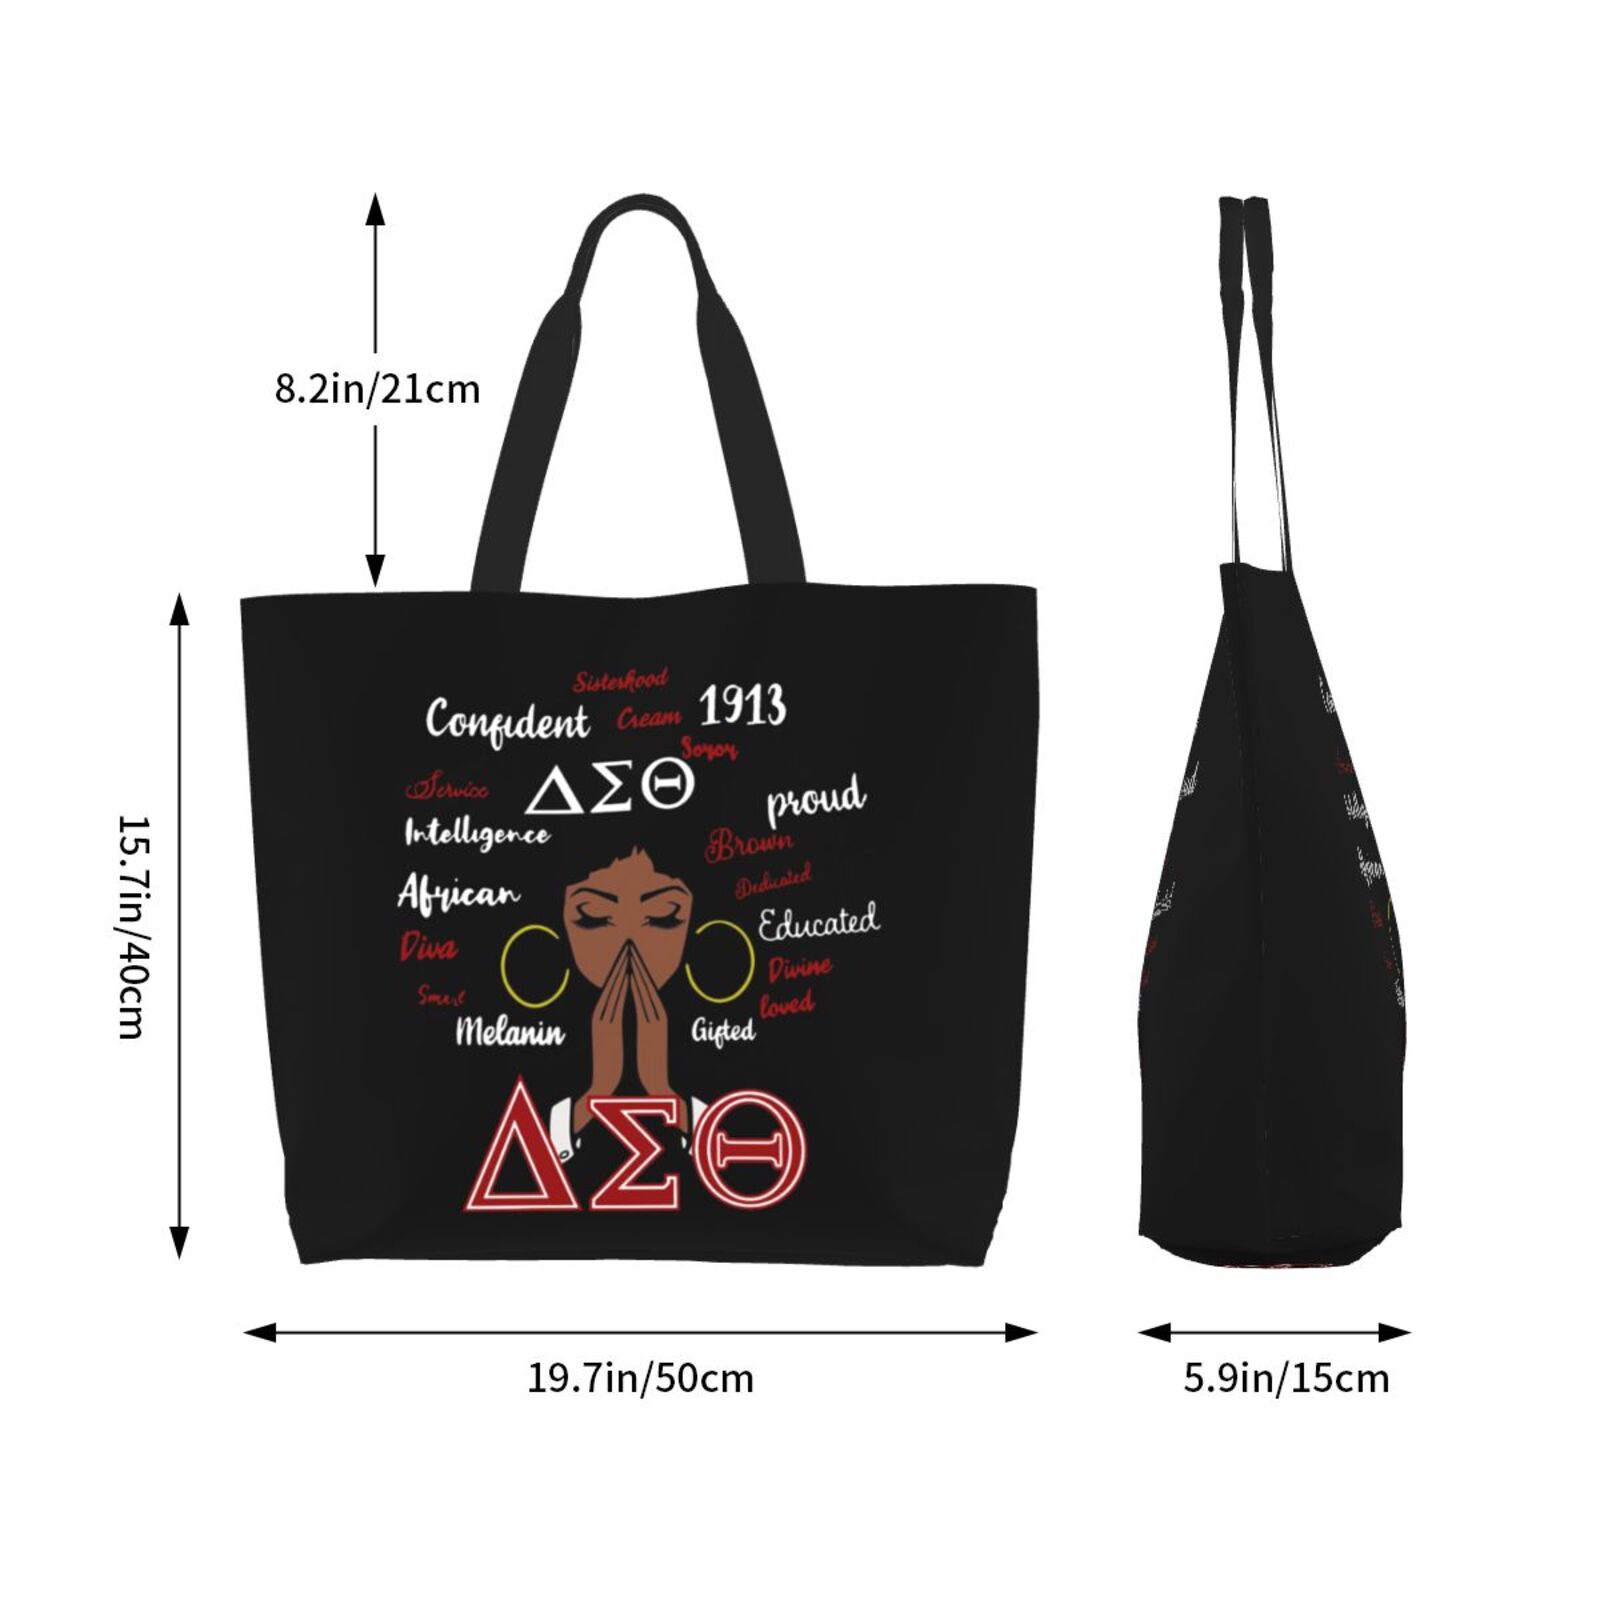 8.2in/21cm
15.7in/40cm
Sisterhood
Confident
Cream
1913
Soror
Service
ΔΣΘ
proud
Intelligence
Brown
African
Dedicated
Educated
Diva
Divine
Smart
loved
Melanin
Gifted
ΔΣΘ
19.7in/50cm
5.9in/15cm